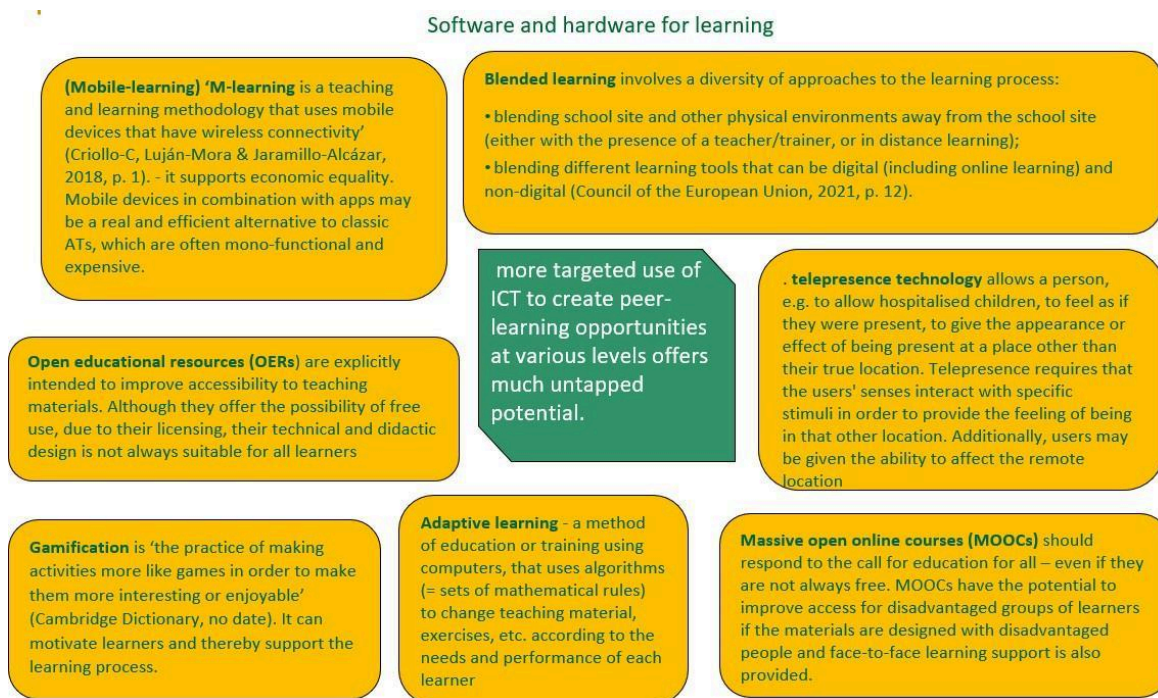 Software and hardware for learning
(Mobile-learning) ‘M-learning is a teaching
and learning methodology that uses mobile
devices that have wireless connectivity’
(Criollo-C, Luján-Mora & Jaramillo-Alcázar,
2018, p. 1). - it supports economic equality.
Mobile devices in combination with apps may
be a real and efficient alternative to classic
ATs, which are often mono-functional and
expensive.
Blended learning involves a diversity of approaches to the learning process:
• blending school site and other physical environments away from the school site
(either with the presence of a teacher/trainer, or in distance learning);
• blending different learning tools that can be digital (including online learning) and
non-digital (Council of the European Union, 2021, p. 12).
more targeted use of
ICT to create peer-
learning opportunities
at various levels offers
much untapped
potential.
. telepresence technology allows a person,
e.g. to allow hospitalised children, to feel as if
they were present, to give the appearance or
effect of being present at a place other than
their true location. Telepresence requires that
the users' senses interact with specific
stimuli in order to provide the feeling of being
in that other location. Additionally, users may
be given the ability to affect the remote
location
Open educational resources (OERs) are explicitly
intended to improve accessibility to teaching
materials. Although they offer the possibility of free
use, due to their licensing, their technical and didactic
design is not always suitable for all learners
Gamification is ‘the practice of making
activities more like games in order to make
them more interesting or enjoyable’
(Cambridge Dictionary, no date). It can
motivate learners and thereby support the
learning process.
Adaptive learning - a method
of education or training using
computers, that uses algorithms
(= sets of mathematical rules)
to change teaching material,
exercises, etc. according to the
needs and performance of each
learner
Massive open online courses (MOOCs) should
respond to the call for education for all – even if they
are not always free. MOOCs have the potential to
improve access for disadvantaged groups of learners
if the materials are designed with disadvantaged
people and face-to-face learning support is also
provided.